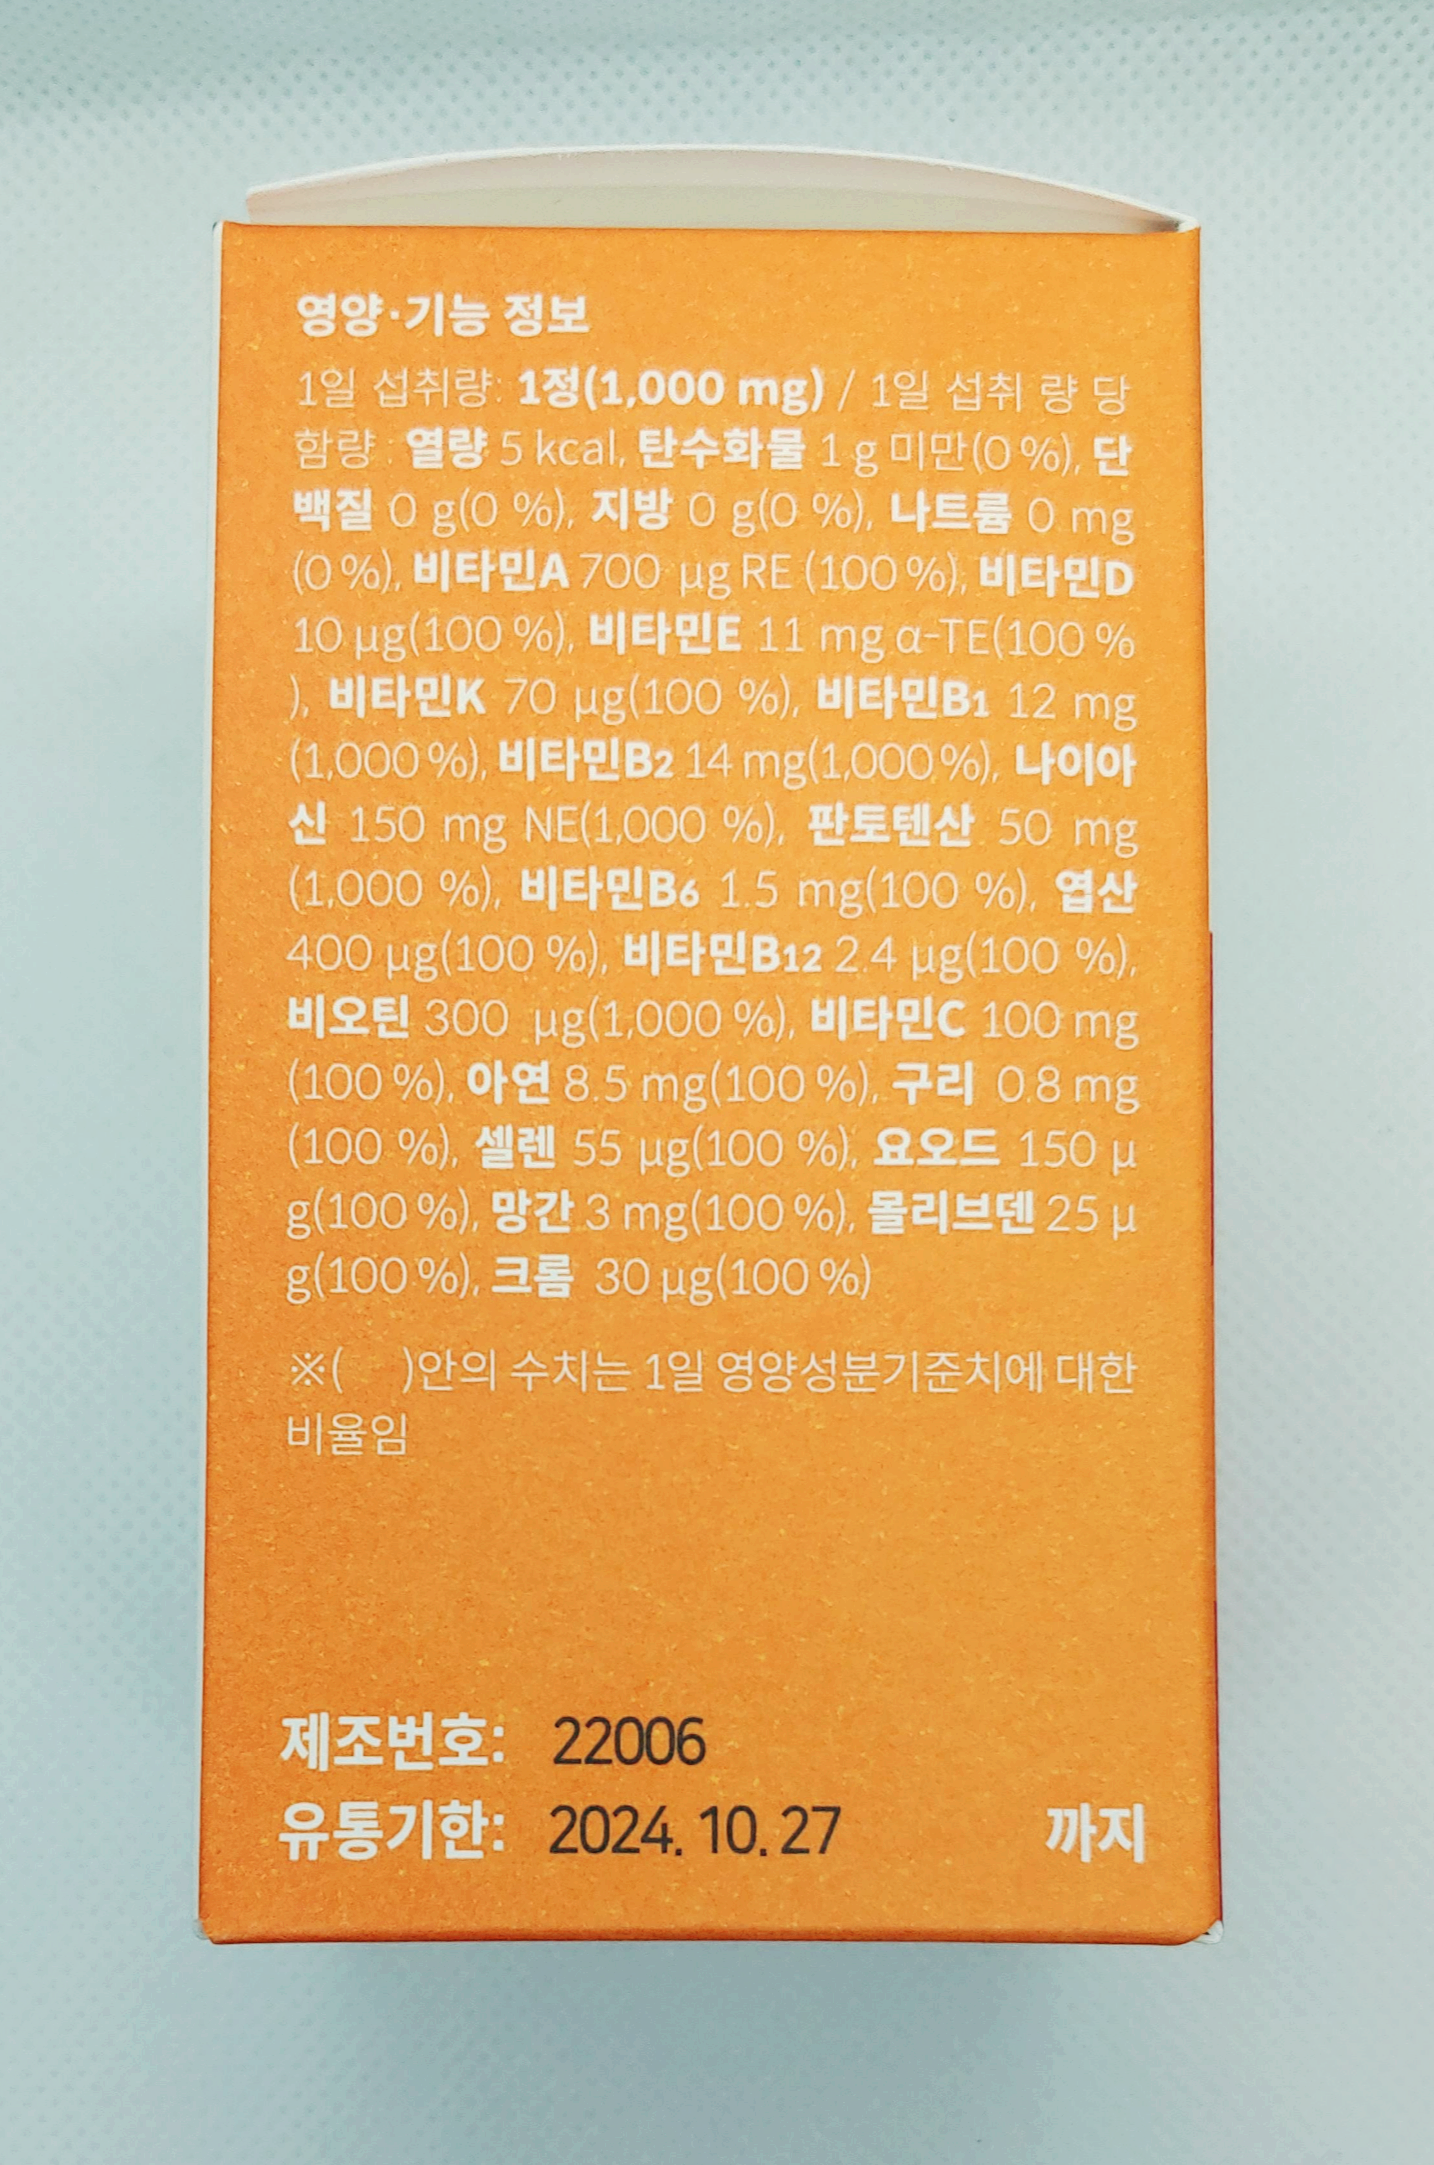 영양·기능 정보
1일 섭취량: 1정(1,000 mg) / 1일 섭취 량 당
함량 : 열량 5 kcal, 탄수화물 1 g 미만(0 %), 단
백질 0 g(0 %), 지방 0 g(0 %), 나트륨 0 mg
(0 %), 비타민A 700 μg RE (100 %), 비타민D
10 μg(100 %), 비타민E 11 mg α-TE(100 %
), 비타민K 70 μg(100 %), 비타민B1 12 mg
(1,000 %), 비타민B2 14 mg(1,000 %), 나이아
신 150 mg NE(1,000 %), 판토텐산 50 mg
(1,000 %), 비타민B6 1.5 mg(100 %), 엽산
400 μg(100 %), 비타민B12 2.4 μg(100 %),
비오틴 300 μg(1,000 %), 비타민C 100 mg
(100 %), 아연 8.5 mg(100 %), 구리 0.8 mg
(100 %), 셀렌 55 μg(100 %), 요오드 150 μ
g(100 %), 망간 3 mg(100 %), 몰리브덴 25 μ
g(100 %), 크롬 30 μg(100 %)
※( )안의 수치는 1일 영양성분기준치에 대한
비율임
제조번호: 22006
유통기한: 2024. 10. 27 까지